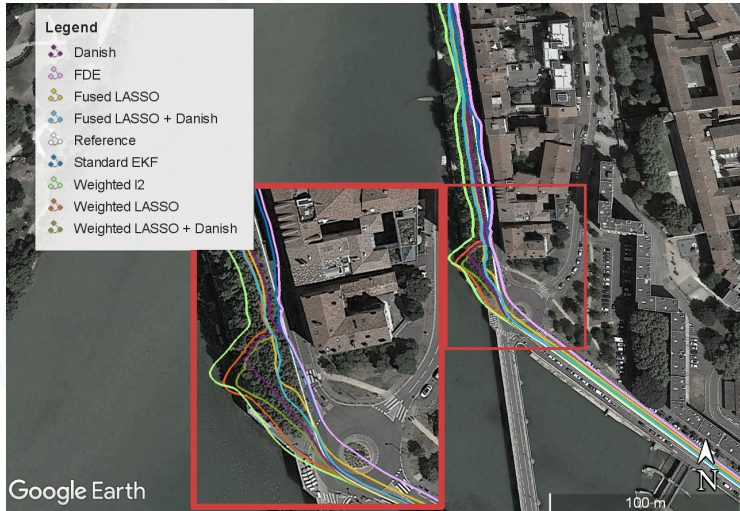 Legend
Danish
FDE
Fused LASSO
Fused LASSO + Danish
Reference
Standard EKF
Weighted l2
Weighted LASSO
Weighted LASSO + Danish
N
Google Earth
100 m